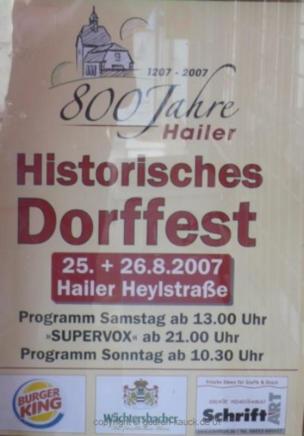 1207 - 2007
800 Jahre
Hailer
Historisches
Dorffest
25. + 26.8.2007
Hailer Heylstraße
Programm Samstag ab 13.00 Uhr
»SUPERVOX« ab 21.00 Uhr
Programm Sonntag ab 10.30 Uhr
BURGER
KING
Wächtersbacher
Schrift ART